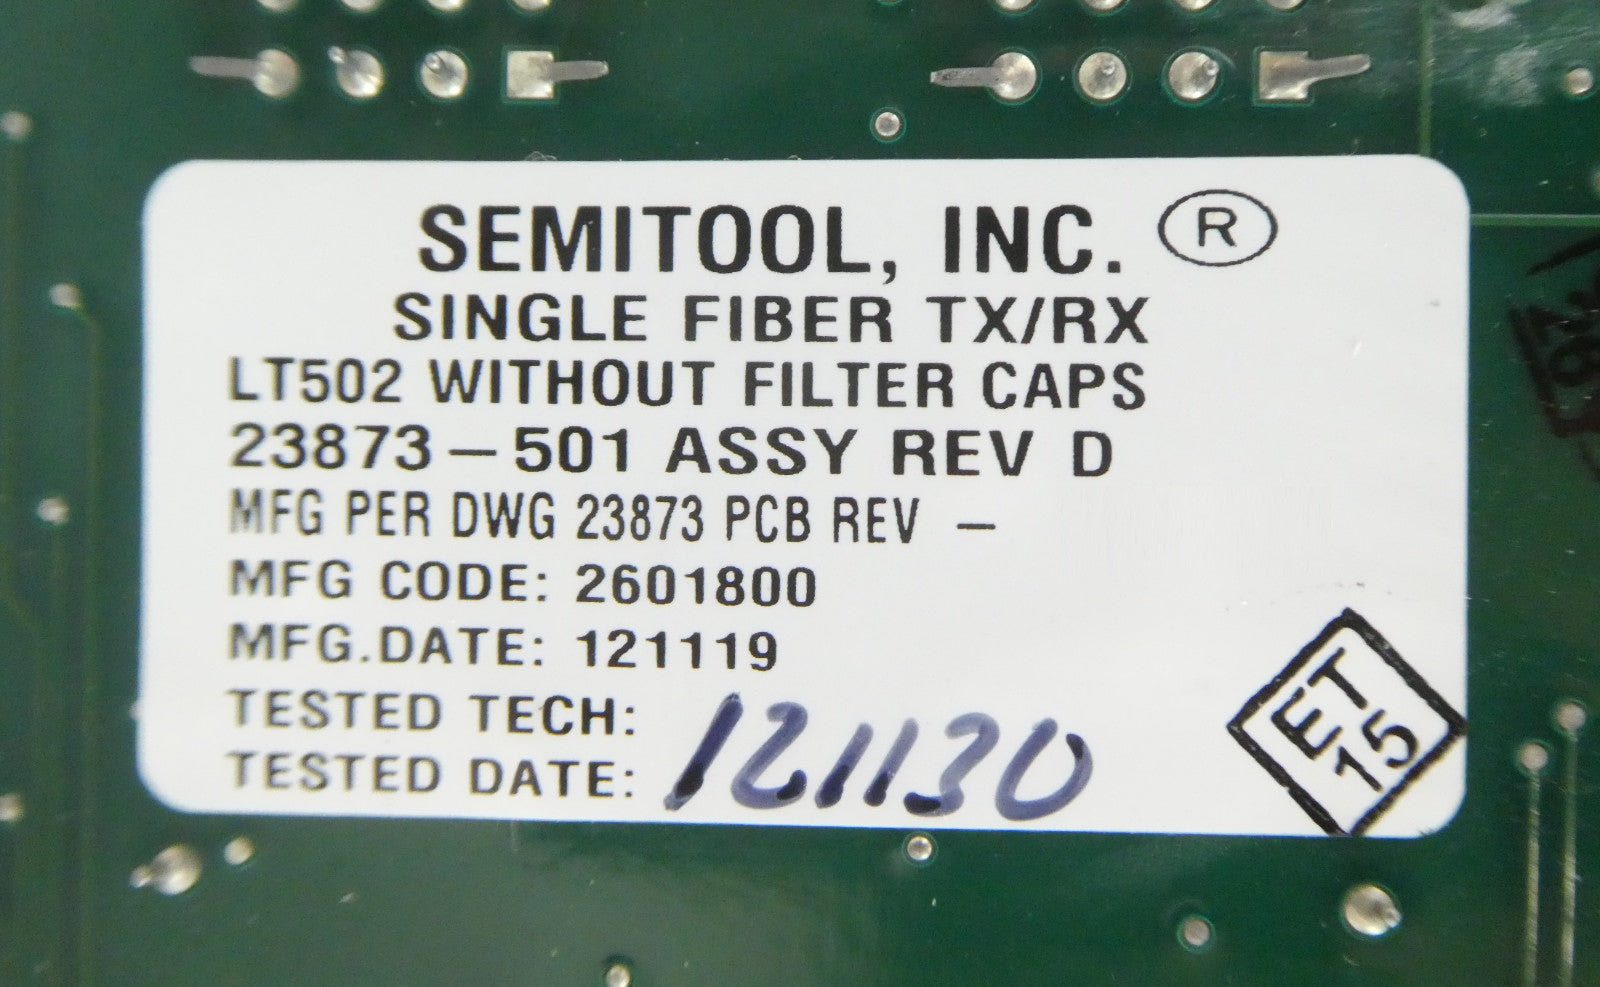 SEMITOOL, INC. ®
SINGLE FIBER TX/RX
LT502 WITHOUT FILTER CAPS
23873-501 ASSY REV D
MFG PER DWG 23873 PCB REV -
MFG CODE: 2601800
MFG.DATE: 121119
TESTED TECH:
TESTED DATE: 121130
ET
15